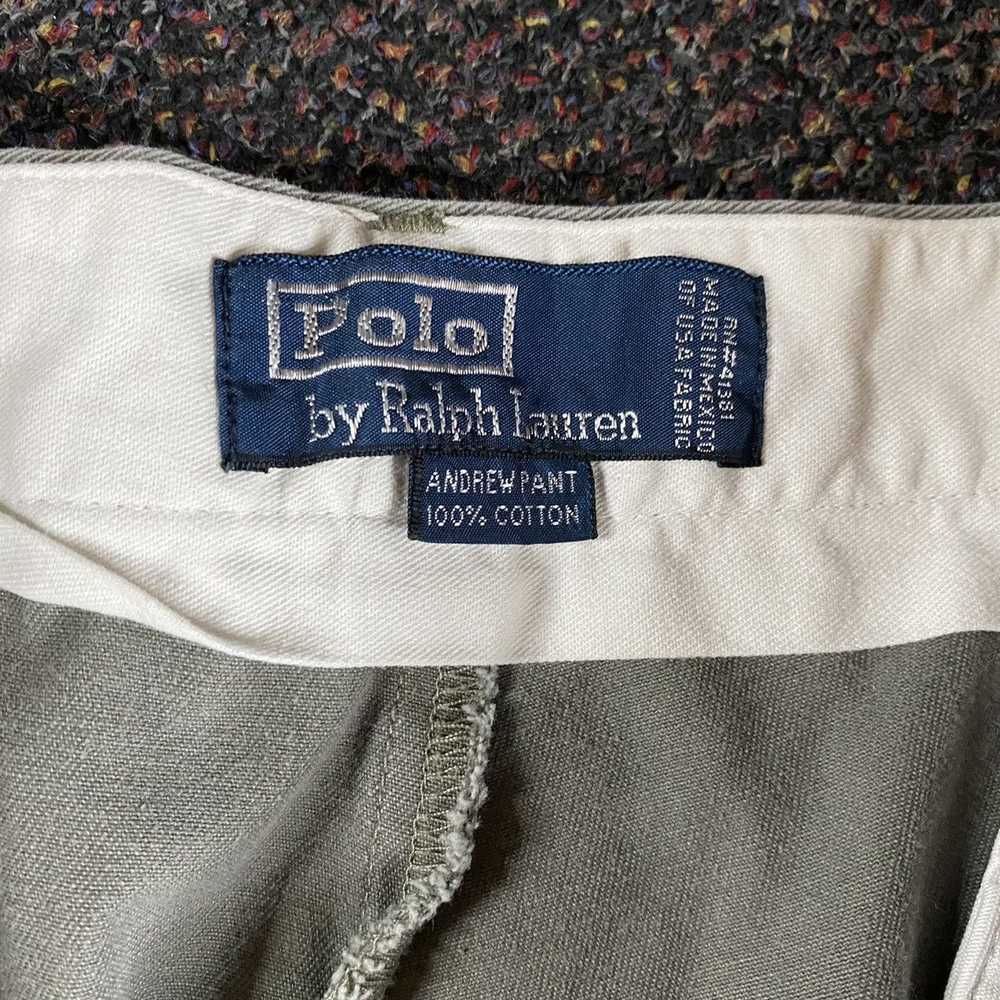 Polo
by Ralph Lauren
RN#41381
MADE IN MEXICO
OF USA FABRIC
ANDREW PANT
100% COTTON